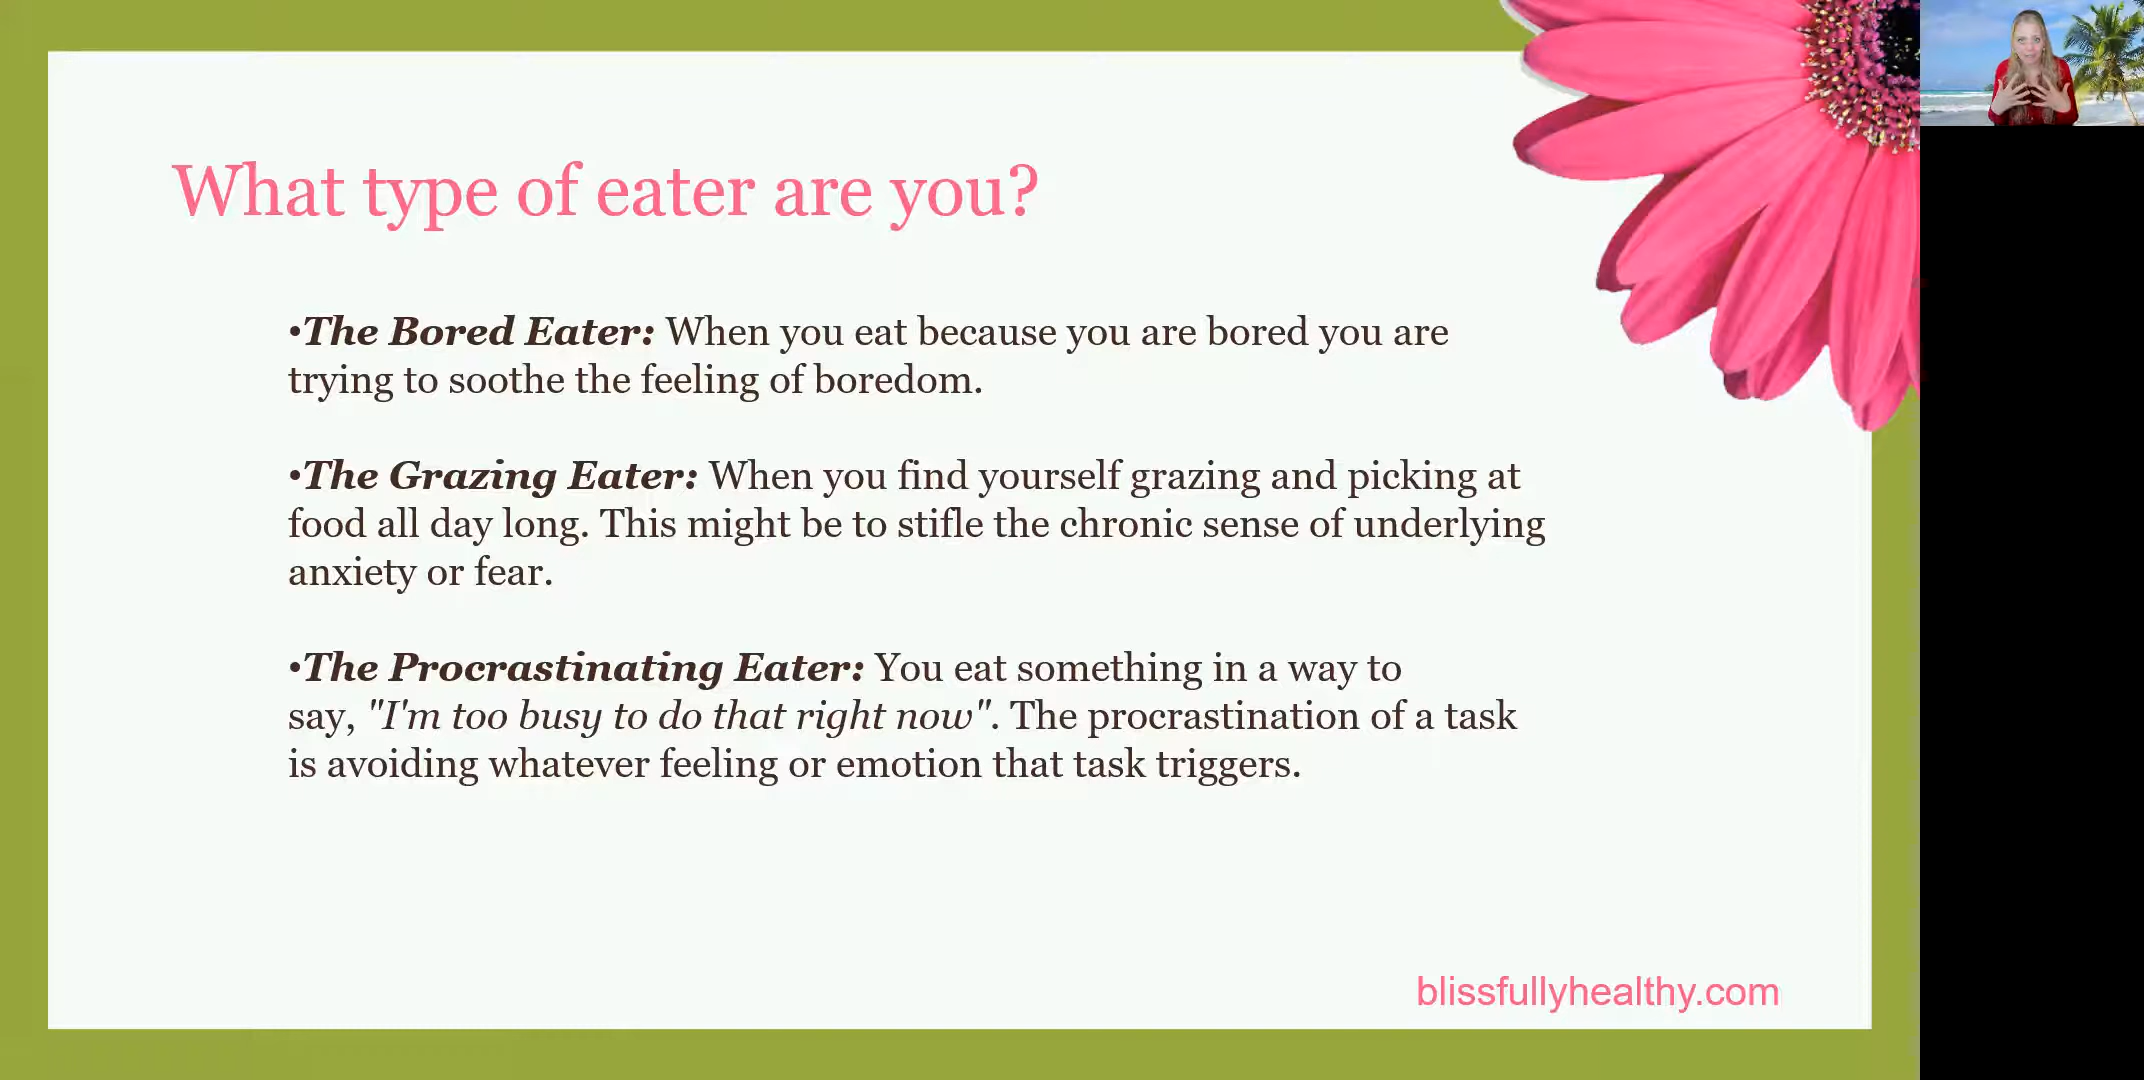 What type of eater are you?
•The Bored Eater: When you eat because you are bored you are
trying to soothe the feeling of boredom.
•The Grazing Eater: When you find yourself grazing and picking at
food all day long. This might be to stifle the chronic sense of underlying
anxiety or fear.
•The Procrastinating Eater: You eat something in a way to
say, "I'm too busy to do that right now". The procrastination of a task
is avoiding whatever feeling or emotion that task triggers.
blissfullyhealthy.com